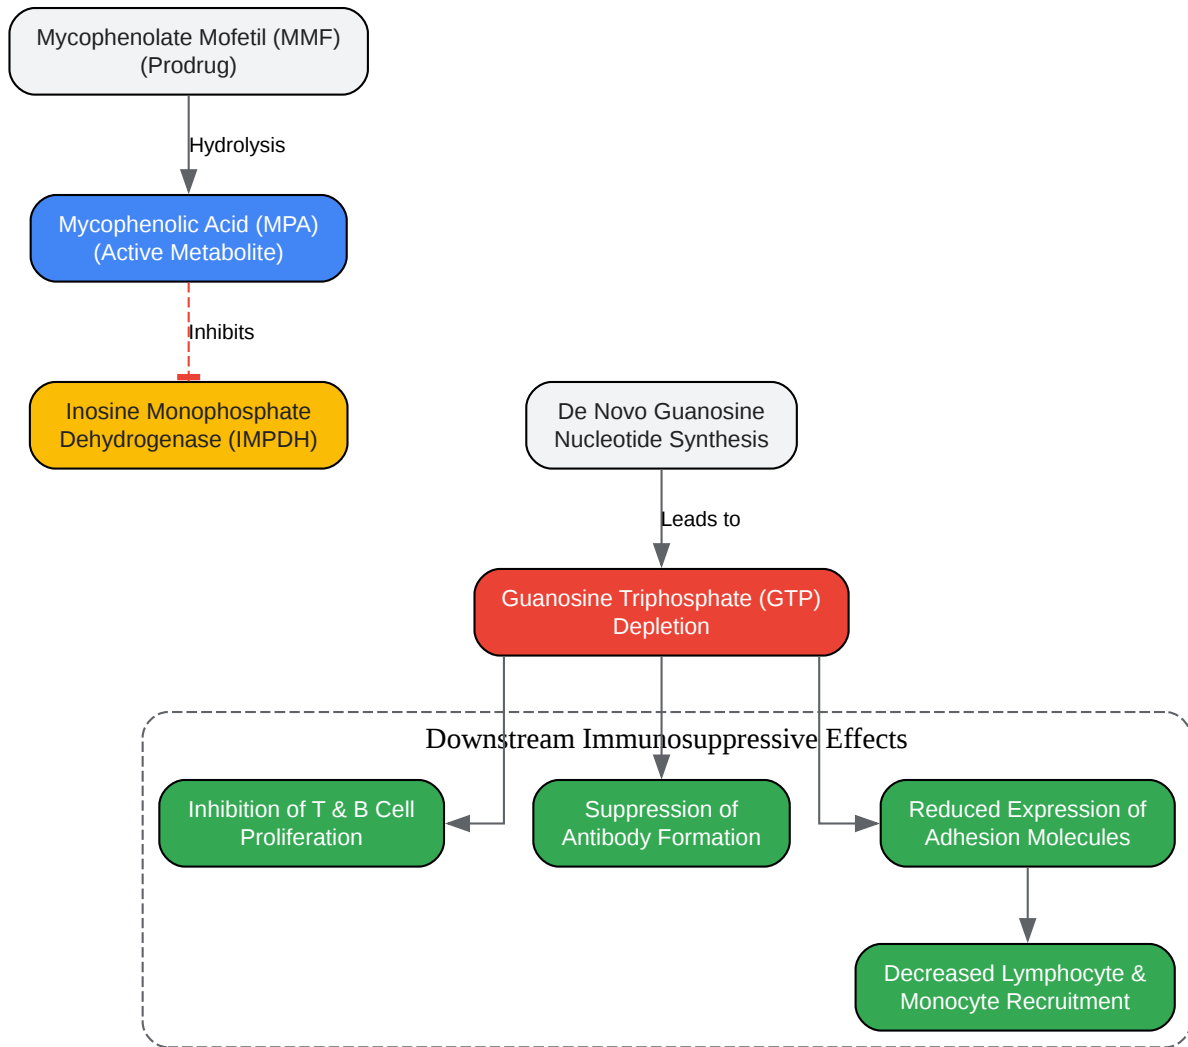 Mycophenolate Mofetil (MMF)
(Prodrug)
Hydrolysis
Mycophenolic Acid (MPA)
(Active Metabolite)
Inhibits
Inosine Monophosphate
Dehydrogenase (IMPDH)
De Novo Guanosine
Nucleotide Synthesis
Leads to
Guanosine Triphosphate (GTP)
Depletion
Downstream Immunosuppressive Effects
Inhibition of T & B Cell
Proliferation
Suppression of
Antibody Formation
Reduced Expression of
Adhesion Molecules
Decreased Lymphocyte &
Monocyte Recruitment